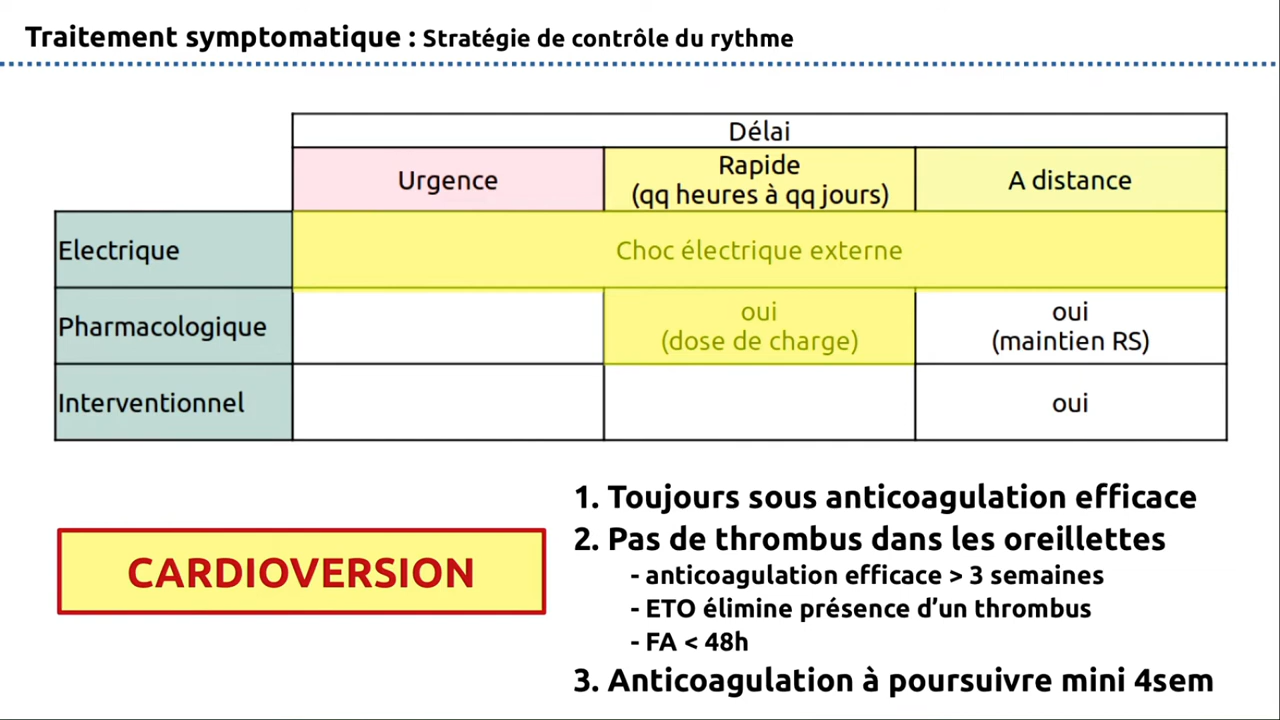 Traitement symptomatique : Stratégie de contrôle du rythme
Délai
Urgence
Rapide
(qq heures à qq jours)
A distance
Electrique
Choc électrique externe
Pharmacologique
oui
(dose de charge)
oui
(maintien RS)
Interventionnel
oui
CARDIOVERSION
1. Toujours sous anticoagulation efficace
2. Pas de thrombus dans les oreillettes
- anticoagulation efficace > 3 semaines
- ETO élimine présence d’un thrombus
- FA < 48h
3. Anticoagulation à poursuivre mini 4sem